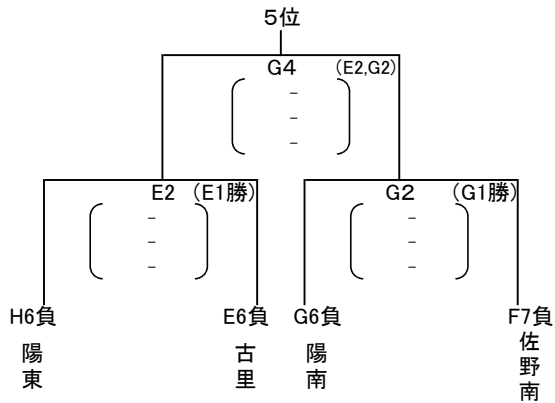 5位
G4 (E2,G2)
-
-
-
E2 (E1勝) G2 (G1勝)
- -
- -
- -
H6負 E6負 G6負 F7負
陽東 古里 陽南 佐野南